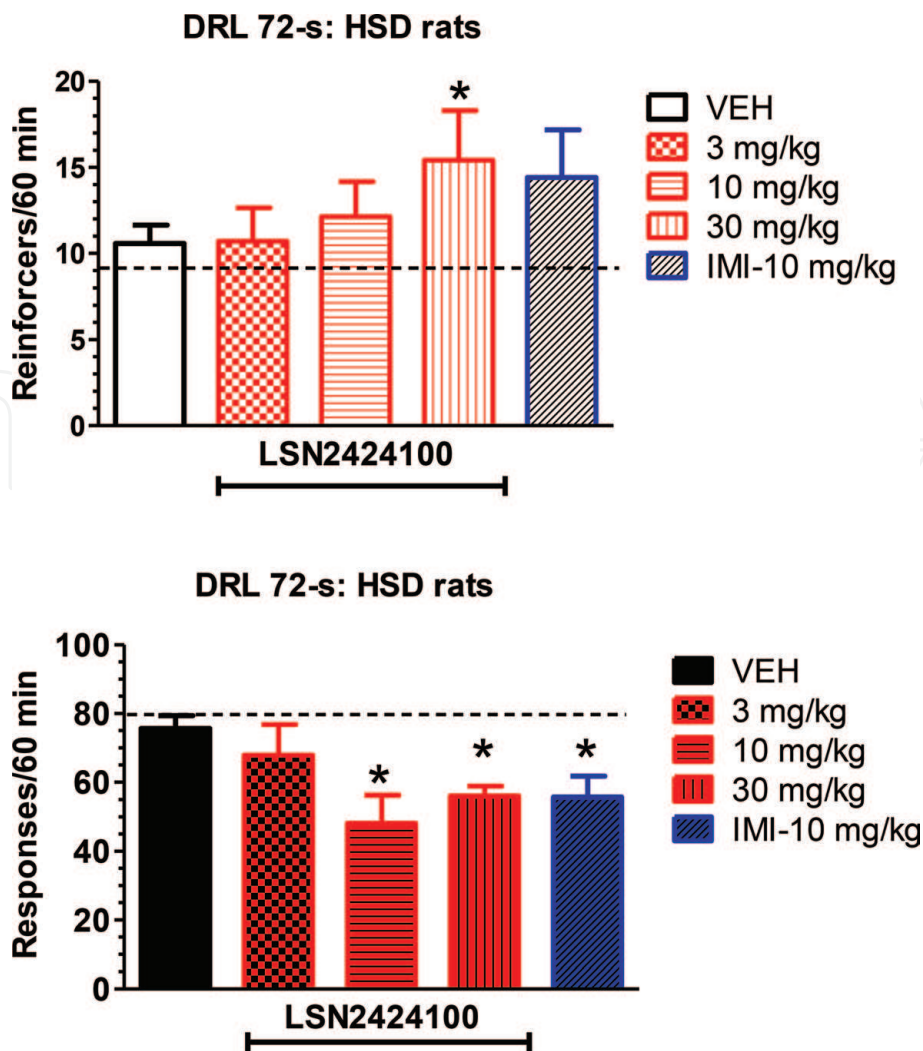 DRL 72-s: HSD rats
Reinforcers/60 min
20
15
10
5
0
*
VEH
3 mg/kg
10 mg/kg
30 mg/kg
IMI-10 mg/kg
LSN2424100
DRL 72-s: HSD rats
Responses/60 min
100
80
60
40
20
0
* * *
VEH
3 mg/kg
10 mg/kg
30 mg/kg
IMI-10 mg/kg
LSN2424100